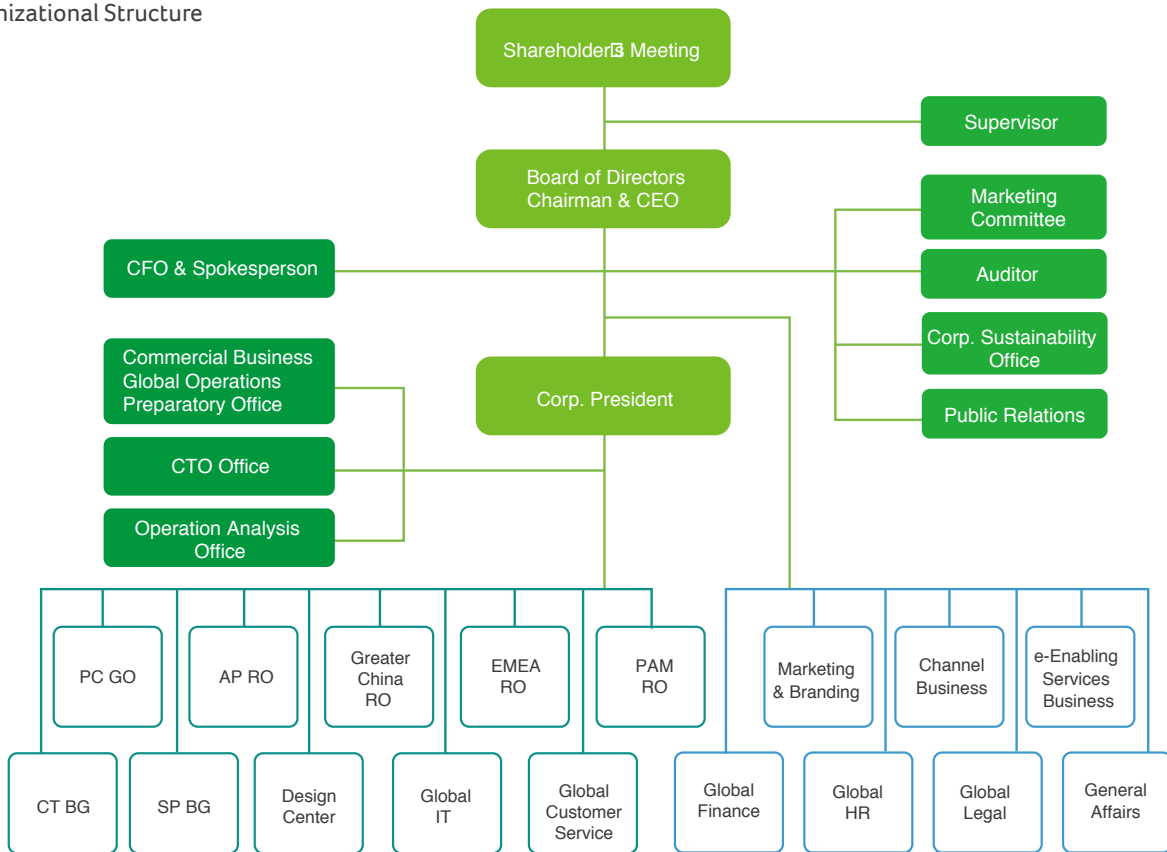 nizational Structure
Shareholder's Meeting
Supervisor
Board of Directors
Chairman & CEO
Marketing
Committee
CFO & Spokesperson
Auditor
Corp. Sustainability
Office
Commercial Business
Global Operations
Preparatory Office
Corp. President
Public Relations
CTO Office
Operation Analysis
Office
PC GO
AP RO
Greater
China
RO
EMEA
RO
PAM
RO
Marketing
& Branding
Channel
Business
e-Enabling
Services
Business
CT BG
SP BG
Design
Center
Global
IT
Global
Customer
Service
Global
Finance
Global
HR
Global
Legal
General
Affairs